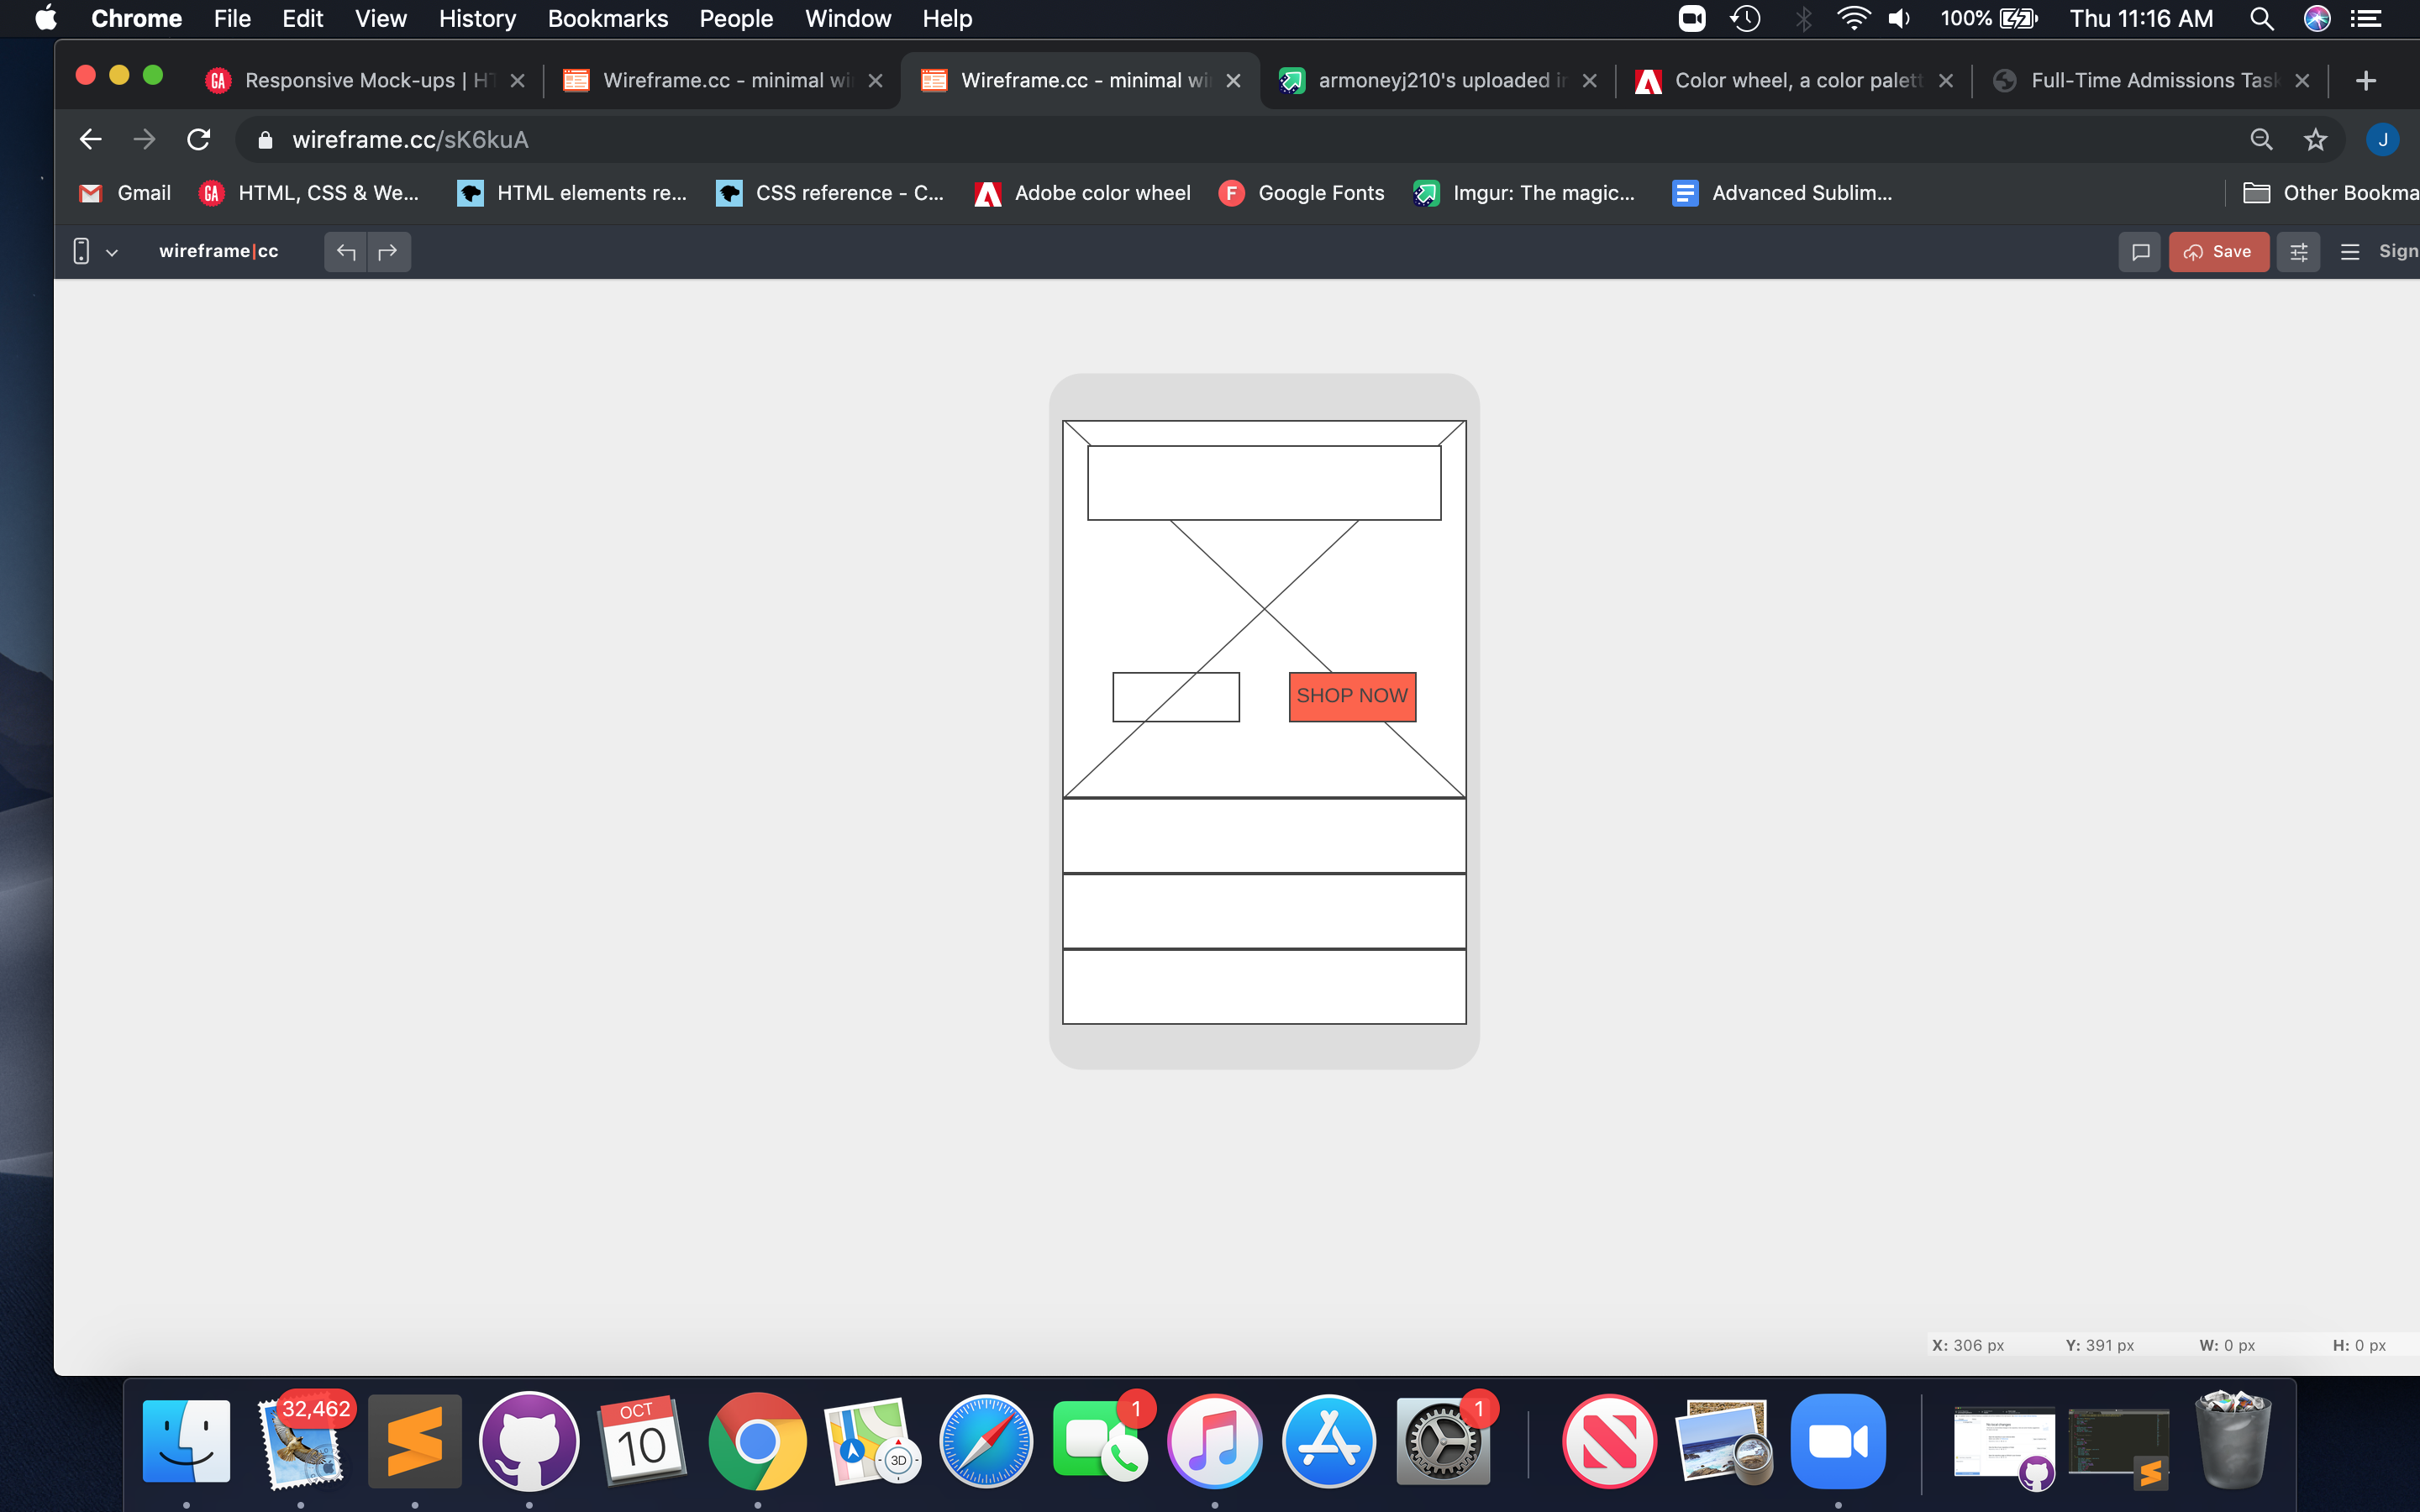 Chrome File Edit View History Bookmarks People Window Help 100% Thu 11:16 AM
GA Responsive Mock-ups | HT Wireframe.cc - minimal wi Wireframe.cc - minimal wi armoneyj210's uploaded in Color wheel, a color palett Full-Time Admissions Task
wireframe.cc/sK6kuA J
Gmail GA HTML, CSS & We... HTML elements re... CSS reference - C... Adobe color wheel F Google Fonts Imgur: The magic... Advanced Sublim... Other Bookma
wireframe|cc Save Sign
SHOP NOW
X: 306 px Y: 391 px W: 0 px H: 0 px
32,462 OCT 10 3D 1 1